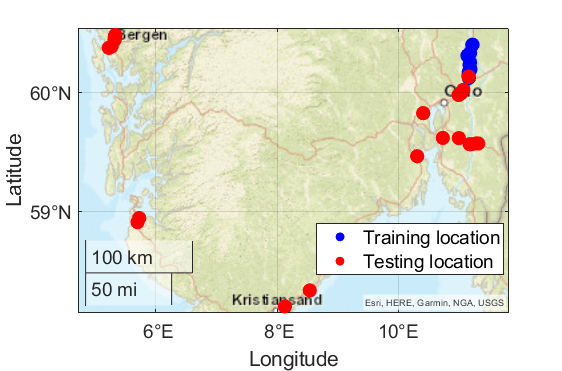 Bergen
60°N
Oslo
Latitude
59°N
Training location
Testing location
100 km
50 mi
Kristiansand
Esri, HERE, Garmin, NGA, USGS
6°E
8°E
10°E
Longitude